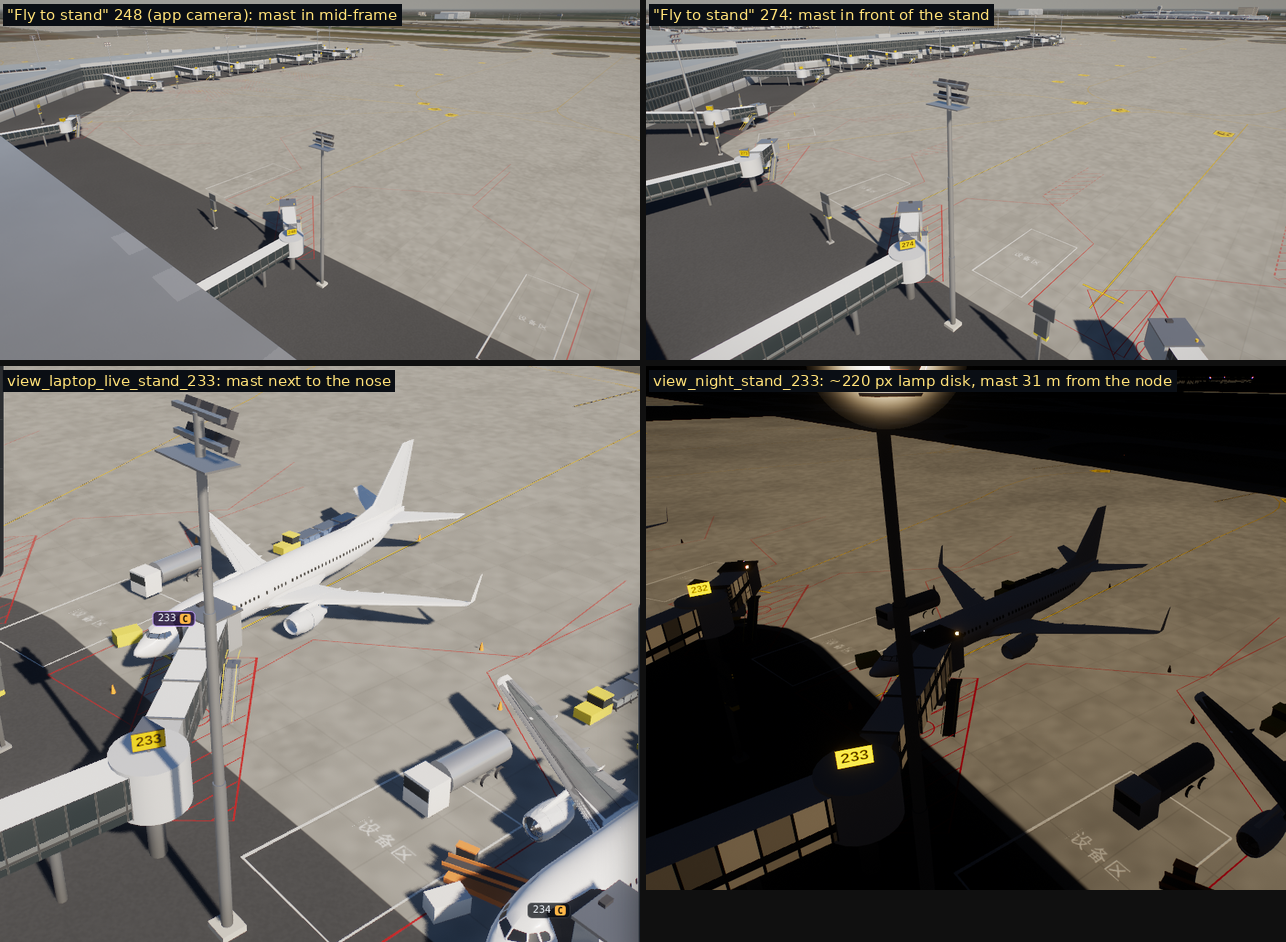 "Fly to stand" 248 (app camera): mast in mid-frame
"Fly to stand" 274: mast in front of the stand
274
view_laptop_live_stand_233: mast next to the nose
view_night_stand_233: ~220 px lamp disk, mast 31 m from the node
233 C
233
设备区
234 C
232
233
设备区